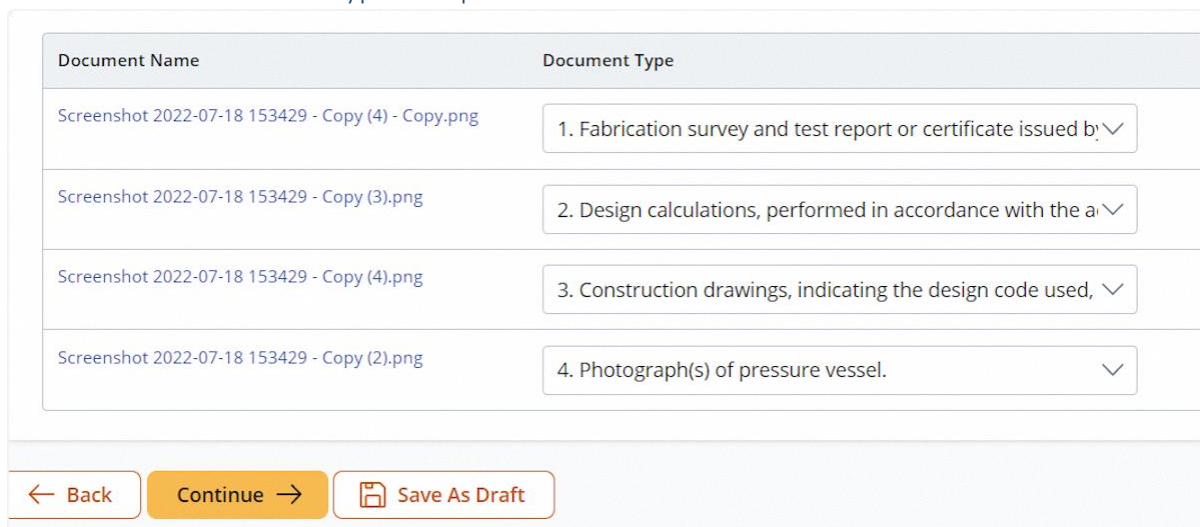 Document Name Document Type
Screenshot 2022-07-18 153429 - Copy (4) - Copy.png 1. Fabrication survey and test report or certificate issued by
Screenshot 2022-07-18 153429 - Copy (3).png 2. Design calculations, performed in accordance with the
Screenshot 2022-07-18 153429 - Copy (4).png 3. Construction drawings, indicating the design code used,
Screenshot 2022-07-18 153429 - Copy (2).png 4. Photograph(s) of pressure vessel.
Back Continue Save As Draft